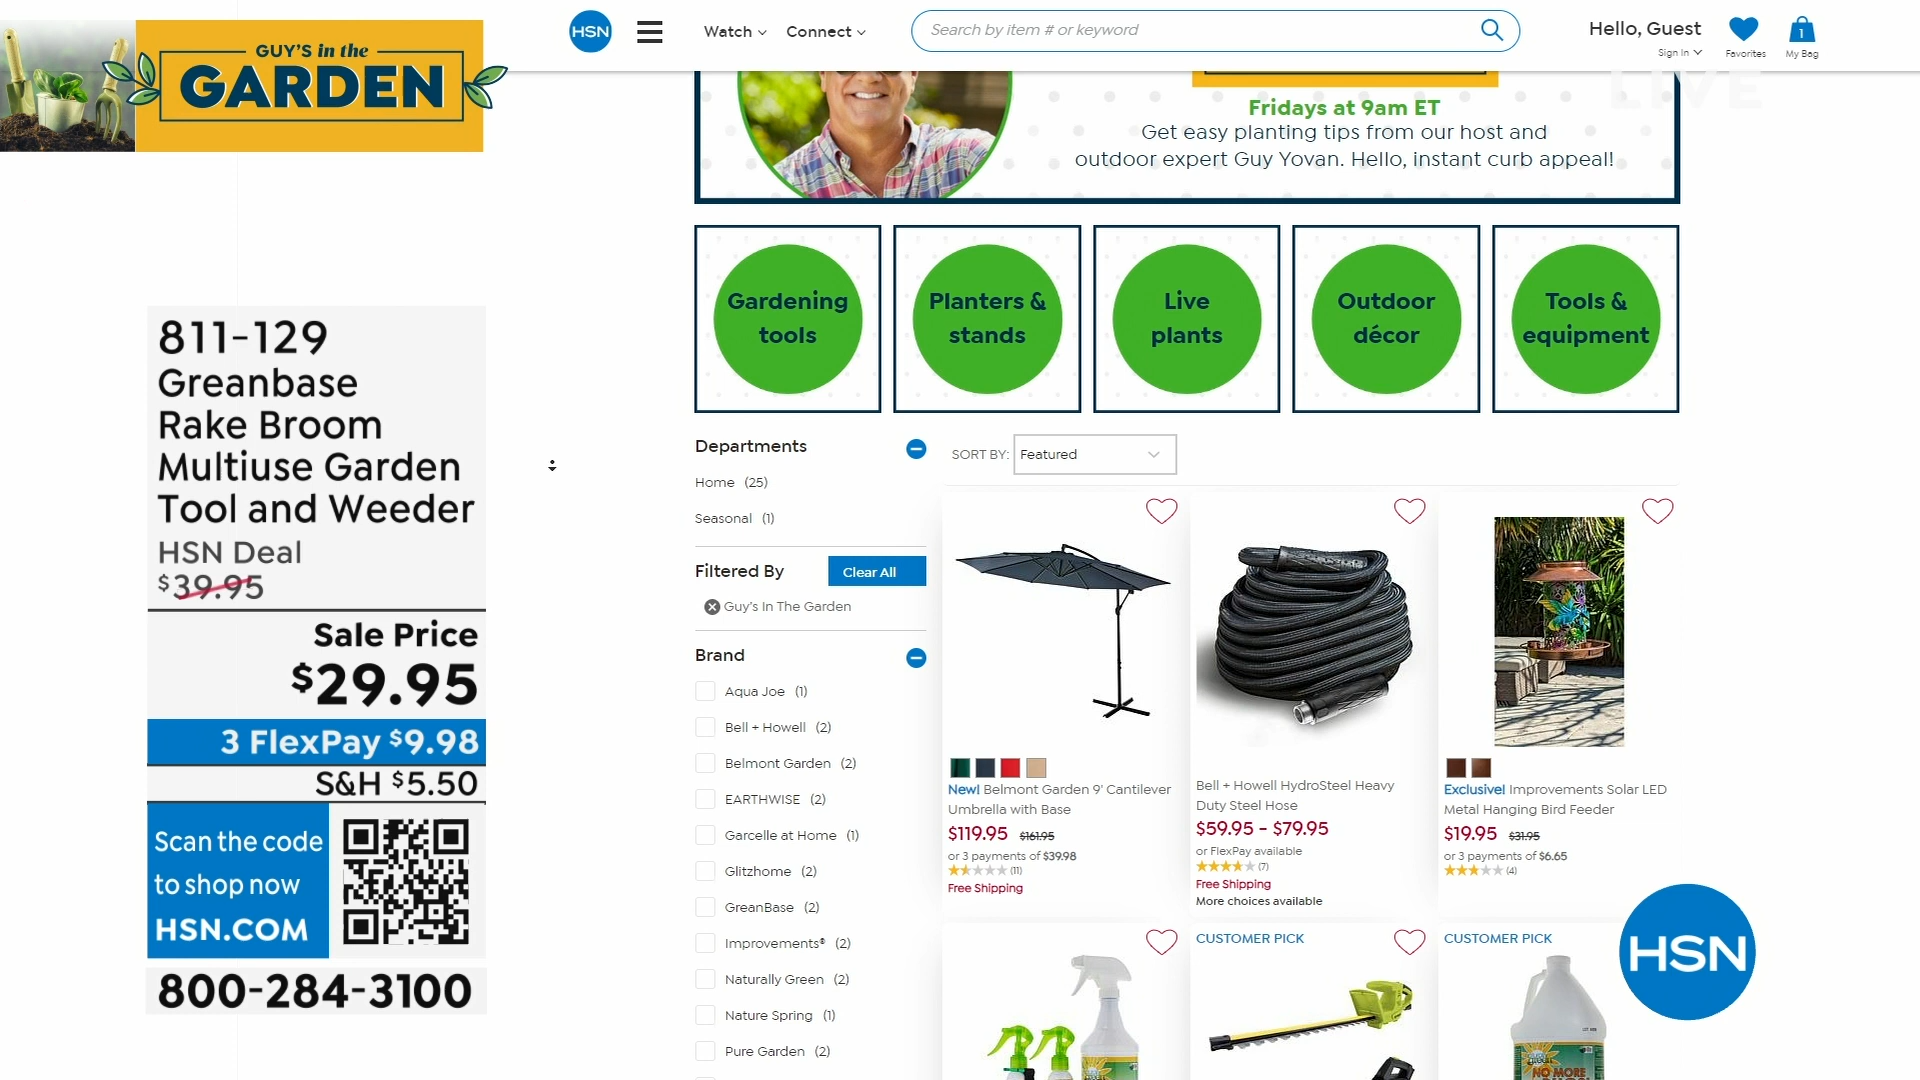 GUY'S in the
GARDEN
HSN
Watch
Connect
Search by item # or keyword
Hello, Guest
Sign In
Favorites
1
My Bag
LIVE
Fridays at 9am ET
Get easy planting tips from our host and
outdoor expert Guy Yovan. Hello, instant curb appeal!
Gardening
tools
Planters &
stands
Live
plants
Outdoor
décor
Tools &
equipment
811-129
Greanbase
Rake Broom
Multiuse Garden
Tool and Weeder
HSN Deal
$39.95
Sale Price
$29.95
3 FlexPay $9.98
S&H $5.50
Scan the code
to shop now
HSN.COM
800-284-3100
Departments
Home (25)
Seasonal (1)
Filtered By
Clear All
Guy's In The Garden
Brand
Aqua Joe (1)
Bell + Howell (2)
Belmont Garden (2)
EARTHWISE (2)
Garcelle at Home (1)
Glitzhome (2)
GreanBase (2)
Improvements® (2)
Naturally Green (2)
Nature Spring (1)
Pure Garden (2)
SORT BY: Featured
New! Belmont Garden 9' Cantilever
Umbrella with Base
$119.95 $161.95
or 3 payments of $39.98
(11)
Free Shipping
Bell + Howell HydroSteel Heavy
Duty Steel Hose
$59.95 - $79.95
or FlexPay available
(7)
Free Shipping
More choices available
Exclusive! Improvements Solar LED
Metal Hanging Bird Feeder
$19.95 $31.95
or 3 payments of $6.65
(4)
CUSTOMER PICK
CUSTOMER PICK
NO MORE
HSN